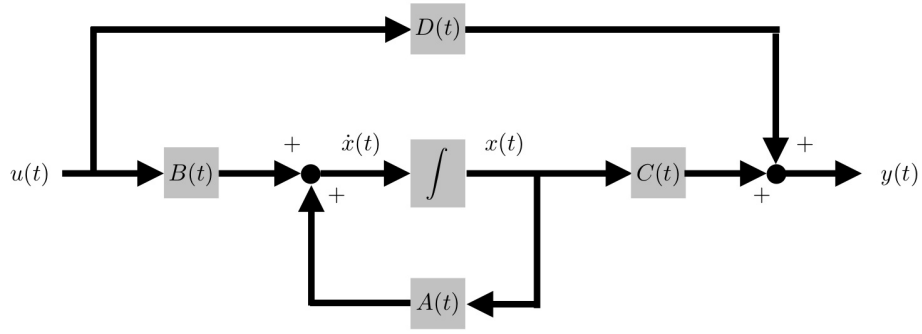 D(t)
+ ẋ(t) x(t) +
u(t) B(t) ∫ C(t) y(t)
+ +
A(t)